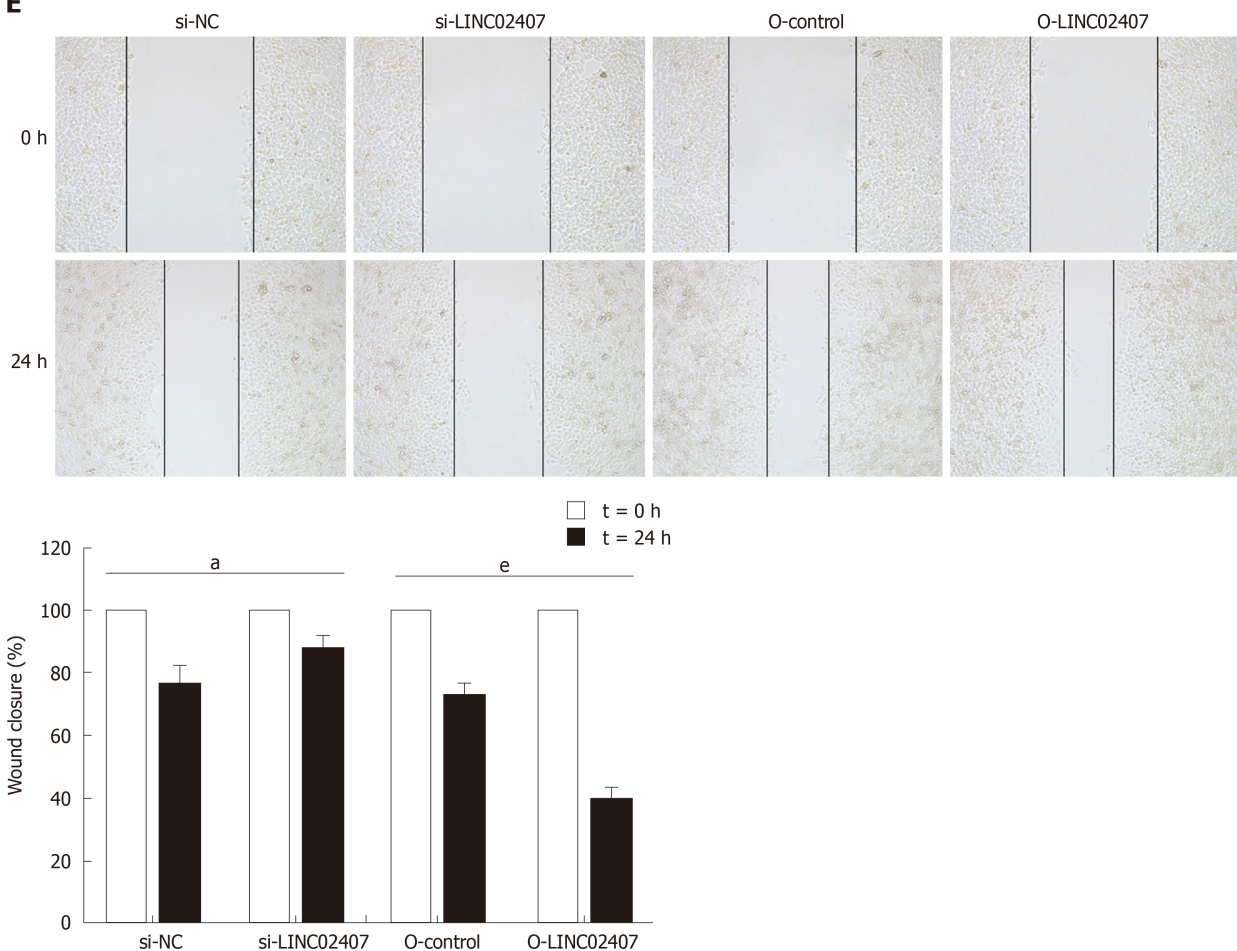 E
si-NC si-LINC02407 O-control O-LINC02407
0 h
24 h
t = 0 h
t = 24 h
Wound closure (%)
120
100
80
60
40
20
0
a
e
si-NC si-LINC02407 O-control O-LINC02407